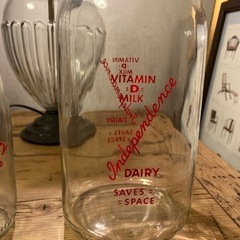 VITAMIN
:D:
MILK
Independence
DAIRY
SAVES =
= SPACE